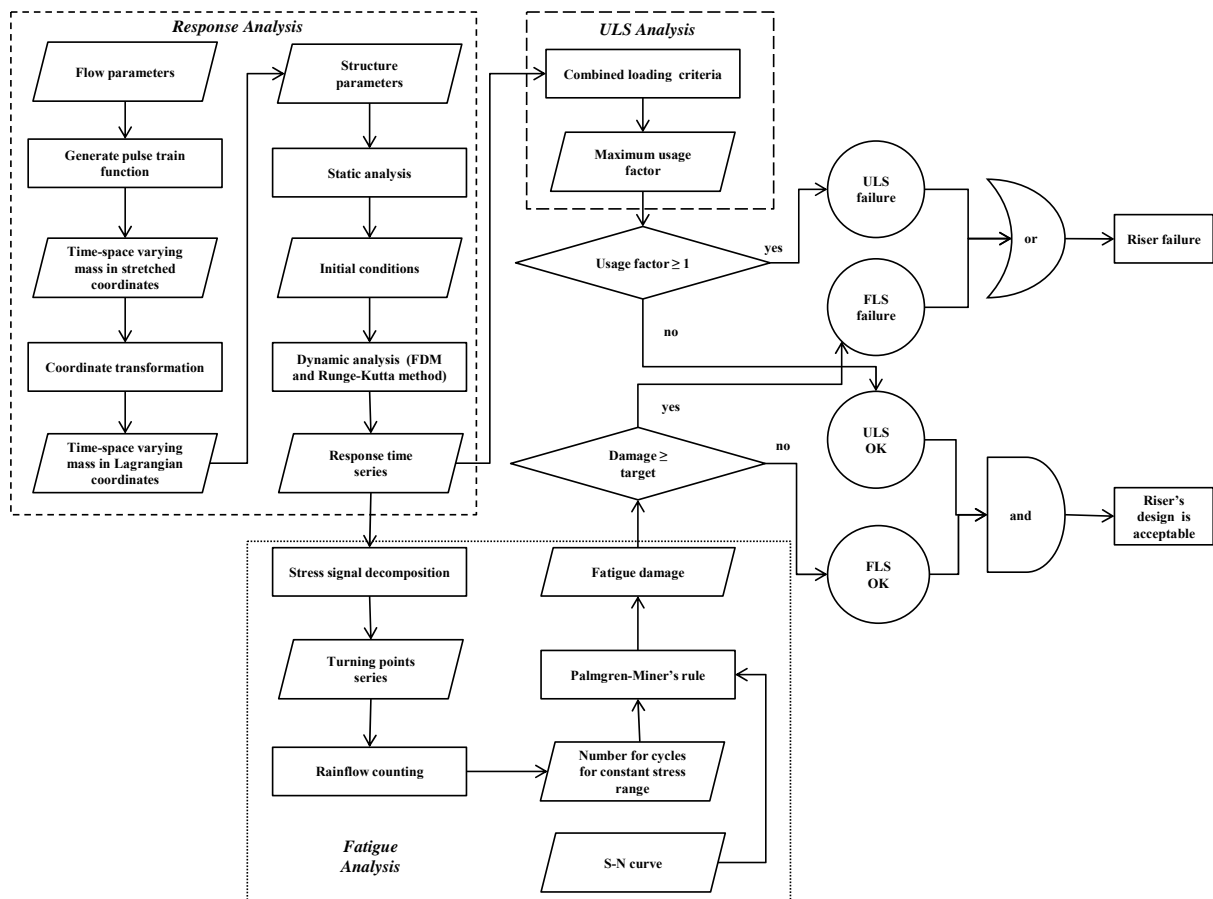 Response Analysis
Flow parameters
Generate pulse train
function
Time-space varying
mass in stretched
coordinates
Coordinate transformation
Time-space varying
mass in Lagrangian
coordinates
Structure
parameters
Static analysis
Initial conditions
Dynamic analysis (FDM
and Runge-Kutta method)
Response time
series
ULS Analysis
Combined loading criteria
Maximum usage
factor
Usage factor ≥ 1
yes
no
ULS
failure
FLS
failure
or
Riser failure
Damage ≥
target
yes
no
ULS
OK
FLS
OK
and
Riser's
design is
acceptable
Stress signal decomposition
Turning points
series
Rainflow counting
Fatigue damage
Palmgren-Miner's rule
Number for cycles
for constant stress
range
S-N curve
Fatigue
Analysis